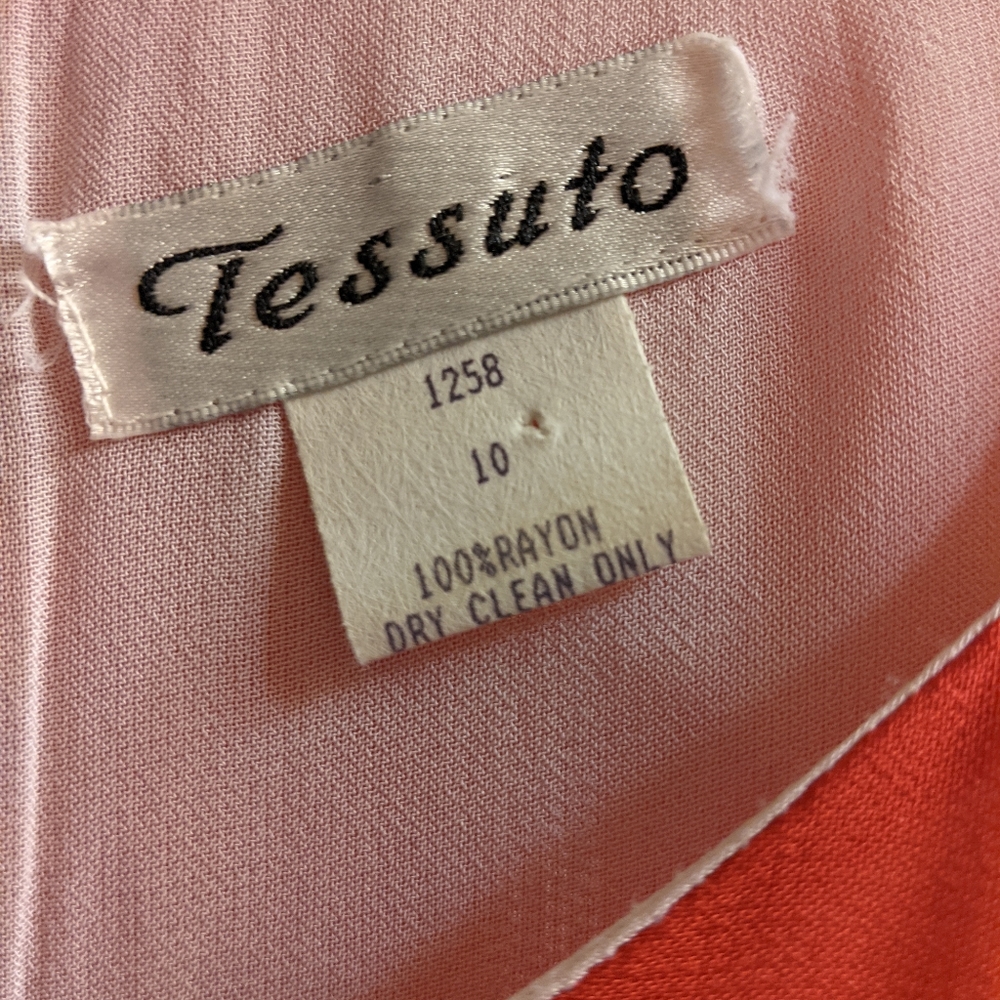 Tessuto
1258
10
100%RAYON
DRY CLEAN ONLY